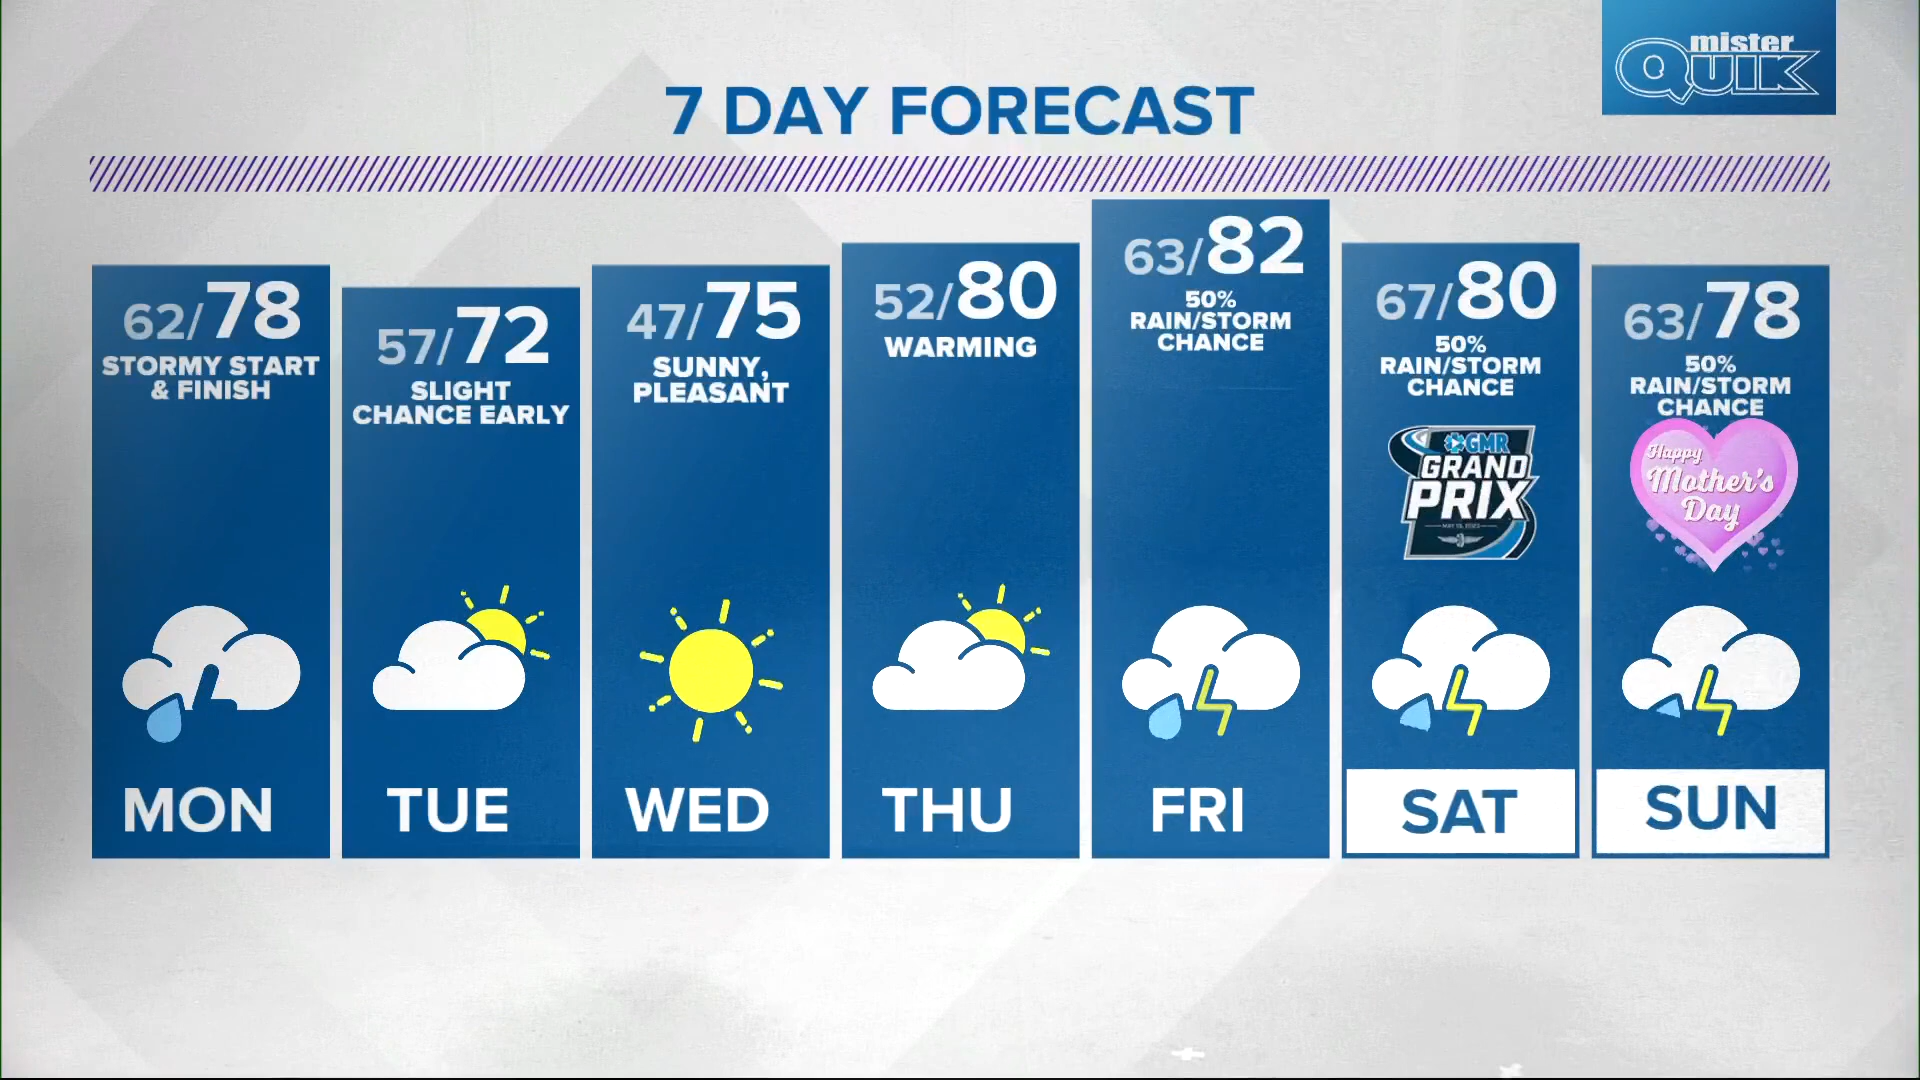 mister
QUIK
7 DAY FORECAST
62/78
STORMY START
& FINISH
MON
57/72
SLIGHT
CHANCE EARLY
TUE
47/75
SUNNY,
PLEASANT
WED
52/80
WARMING
THU
63/82
50%
RAIN/STORM
CHANCE
FRI
67/80
50%
RAIN/STORM
CHANCE
GMR
GRAND
PRIX
SAT
63/78
50%
RAIN/STORM
CHANCE
Happy
Mother's
Day
SUN